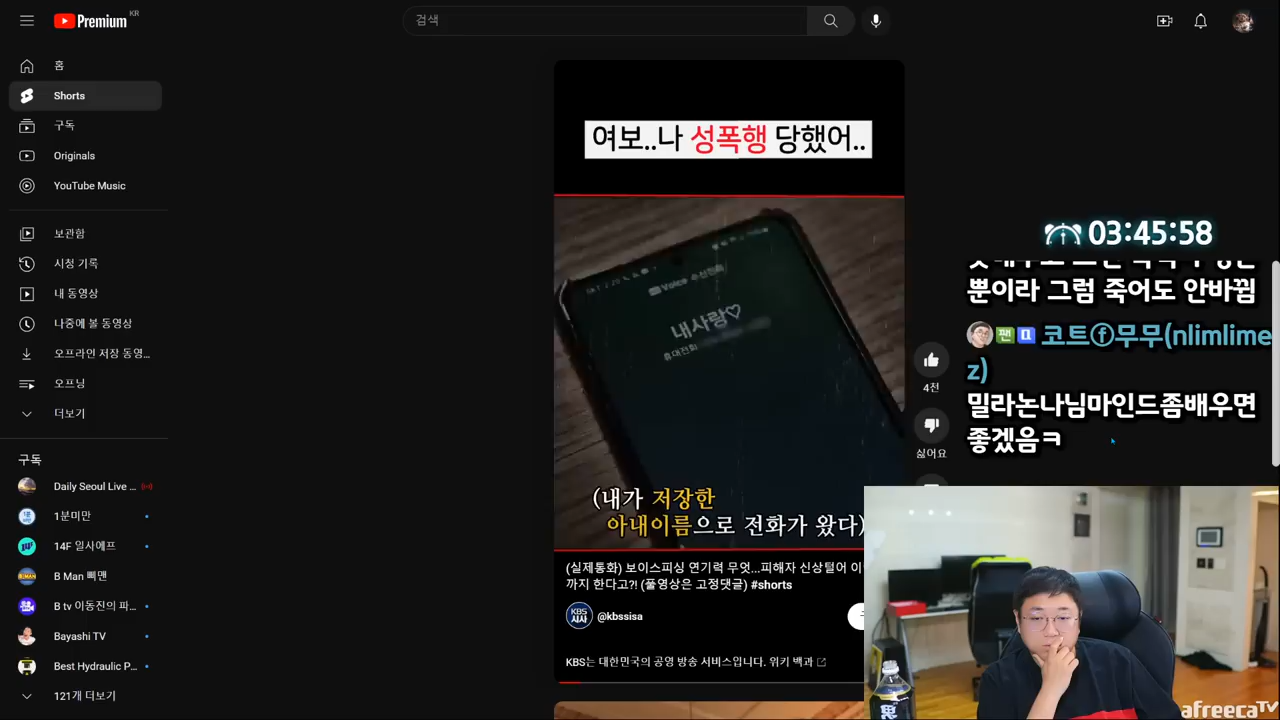 Premium KR
검색
홈
Shorts
구독
Originals
YouTube Music
보관함
시청 기록
내 동영상
나중에 볼 동영상
오프라인 저장 동영...
오프닝
더보기
구독
Daily Seoul Live ...
1분미만
14F 일사에프
B Man 삐맨
B tv 이동진의 파...
Bayashi TV
Best Hydraulic P...
121개 더보기
여보..나 성폭행 당했어..
내사랑♡
휴대전화
(내가 저장한
아내이름으로 전화가 왔다)
(실제통화) 보이스피싱 연기력 무엇...피해자 신상털어 이
까지 한다고?! (풀영상은 고정댓글) #shorts
KBS
시사
@kbssisa
KBS는 대한민국의 공영 방송 서비스입니다. 위키 백과
4천
싫어요
03:45:58
뿐이라 그럼 죽어도 안바뀜
팬 코트ⓕ무무(nlimlime
z)
밀라논나님마인드좀배우면
좋겠음ㅋ
afreecaTV